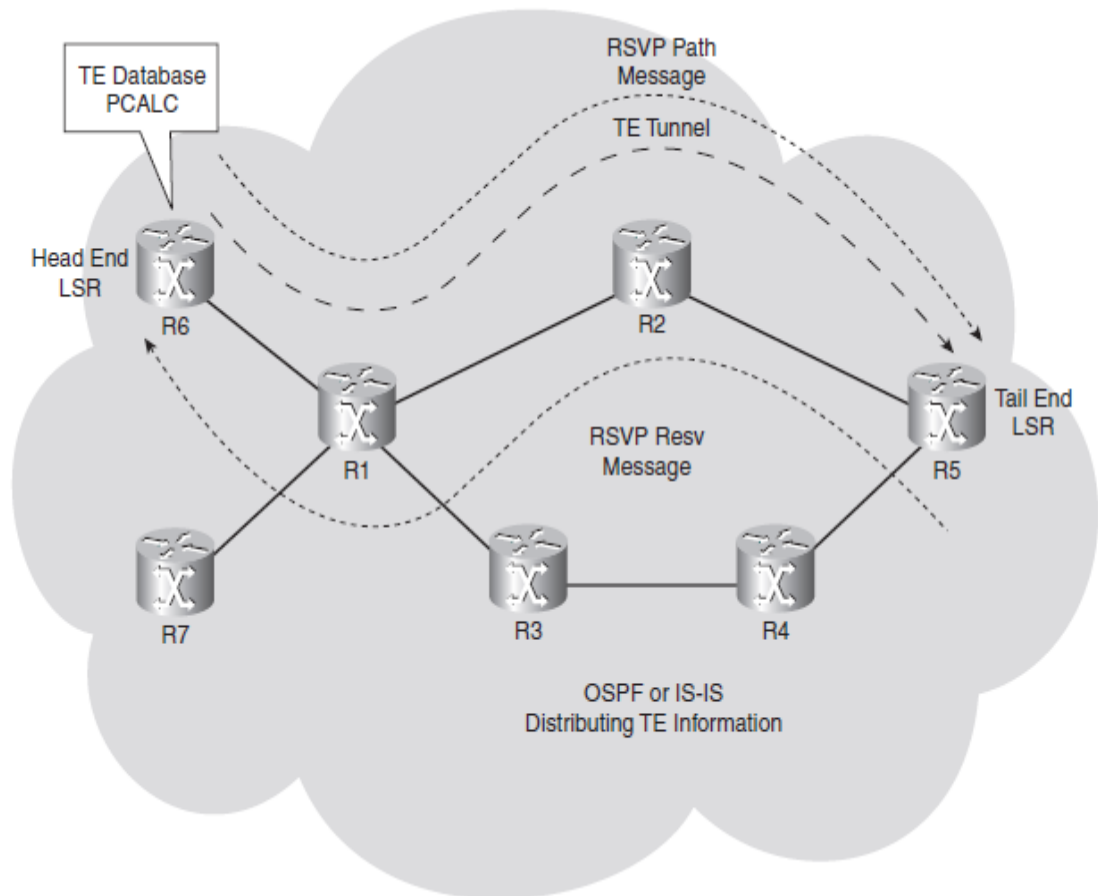 RSVP Path
Message
TE Database
PCALC
TE Tunnel
Head End
LSR
R6
R2
Tail End
LSR
R1
RSVP Resv
Message
R5
R7
R3
R4
OSPF or IS-IS
Distributing TE Information